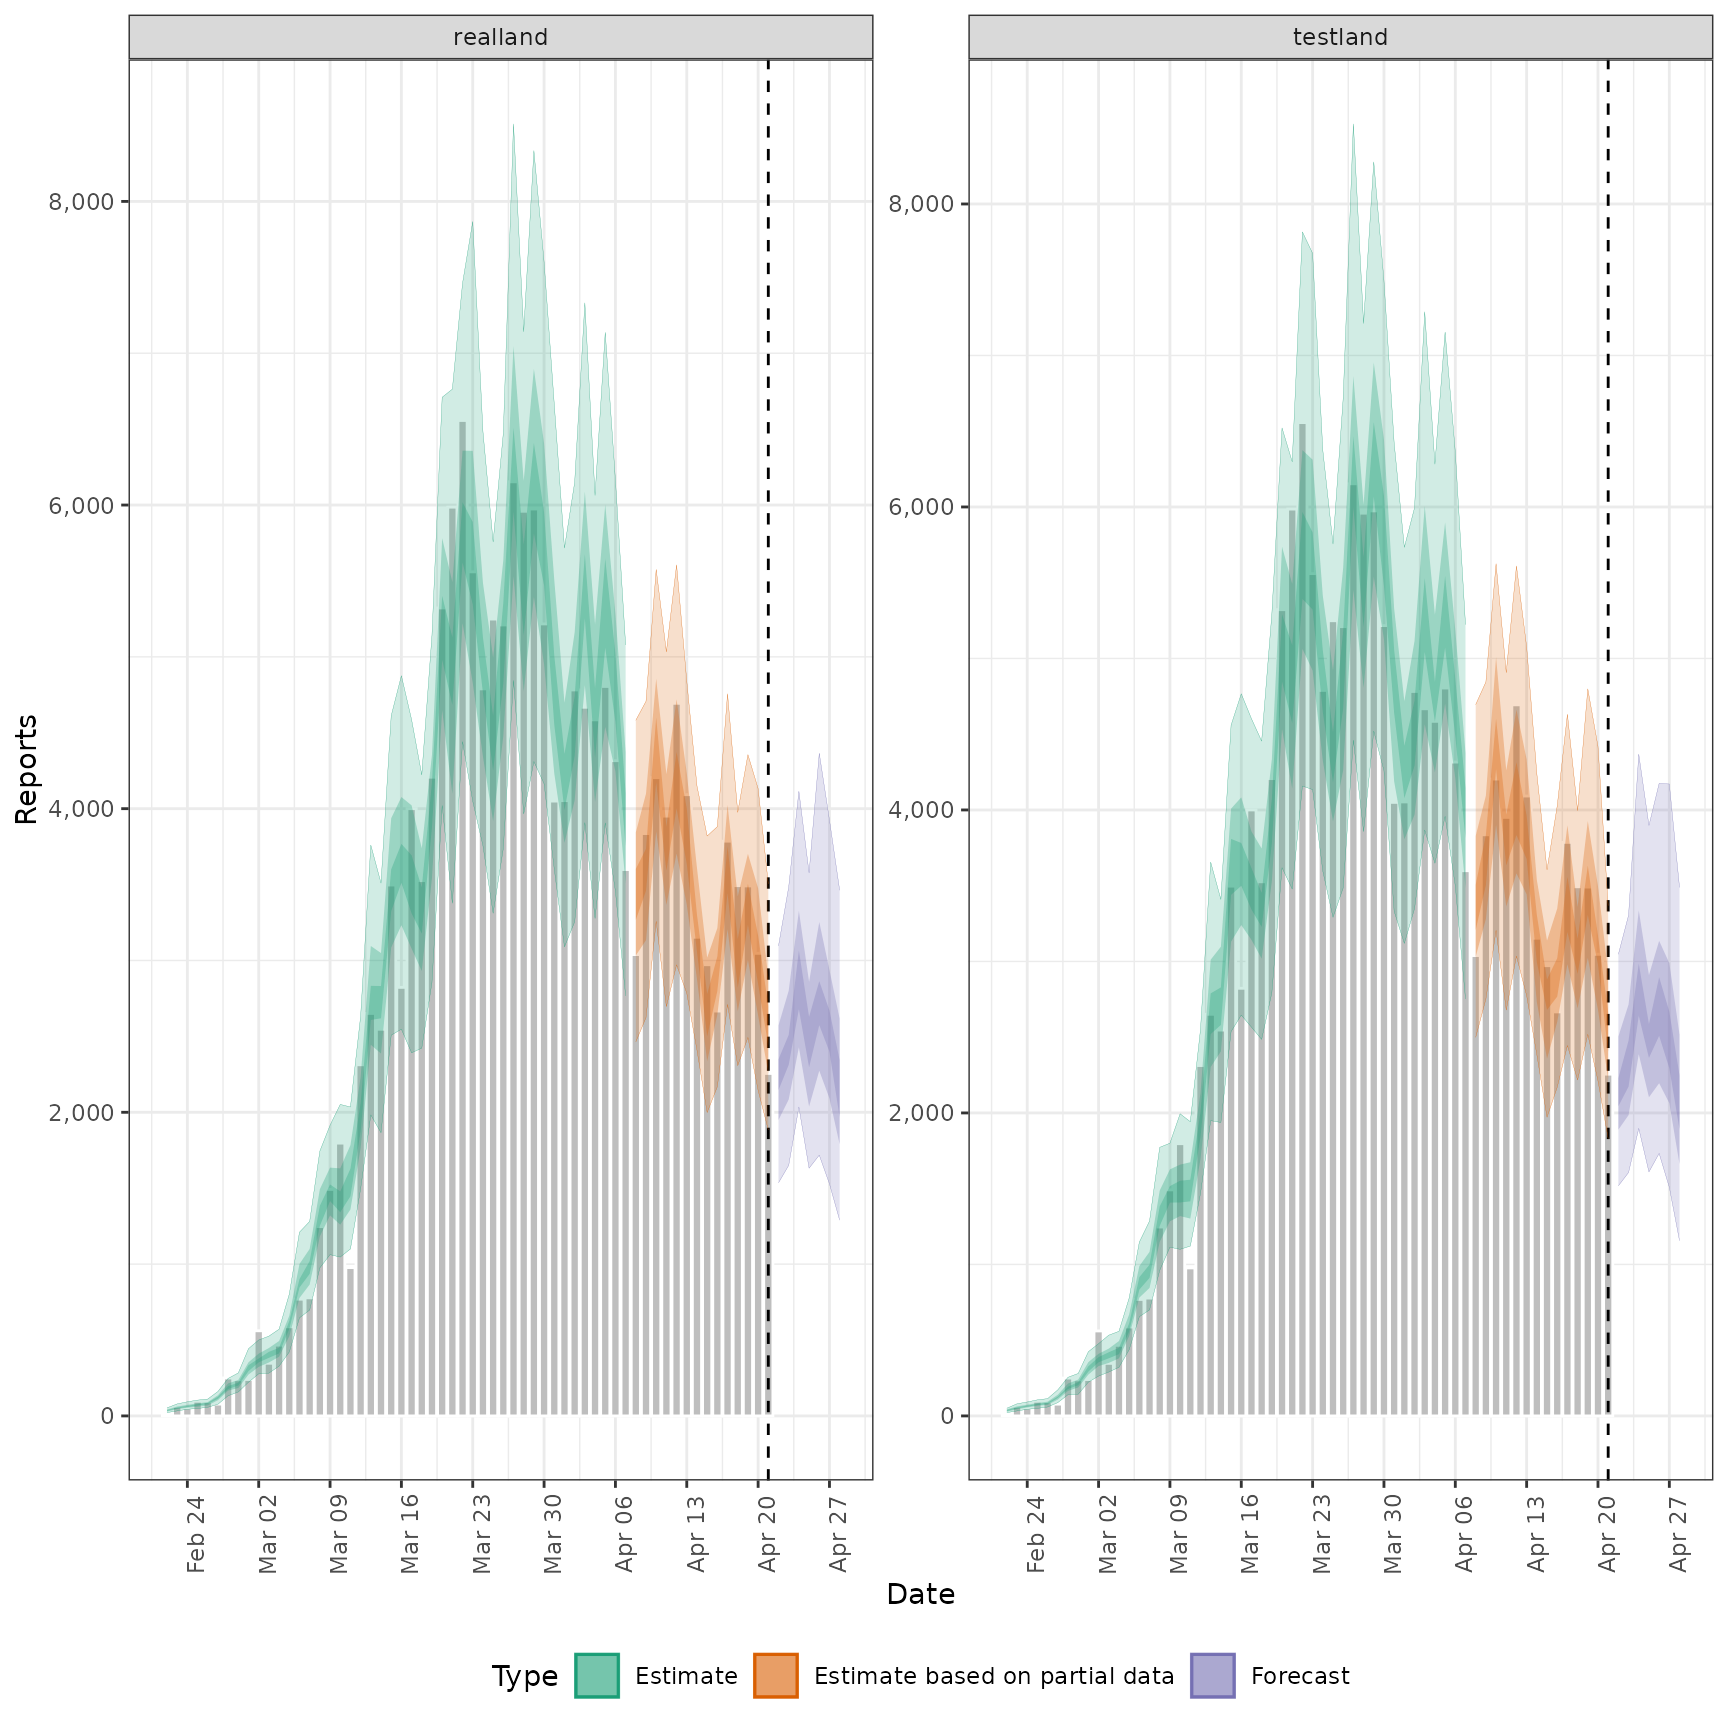 realland
testland
8,000
6,000
4,000
2,000
0
8,000
6,000
4,000
2,000
0
Reports
Feb 24
Mar 02
Mar 09
Mar 16
Mar 23
Mar 30
Apr 06
Apr 13
Apr 20
Apr 27
Feb 24
Mar 02
Mar 09
Mar 16
Mar 23
Mar 30
Apr 06
Apr 13
Apr 20
Apr 27
Date
Type Estimate Estimate based on partial data Forecast